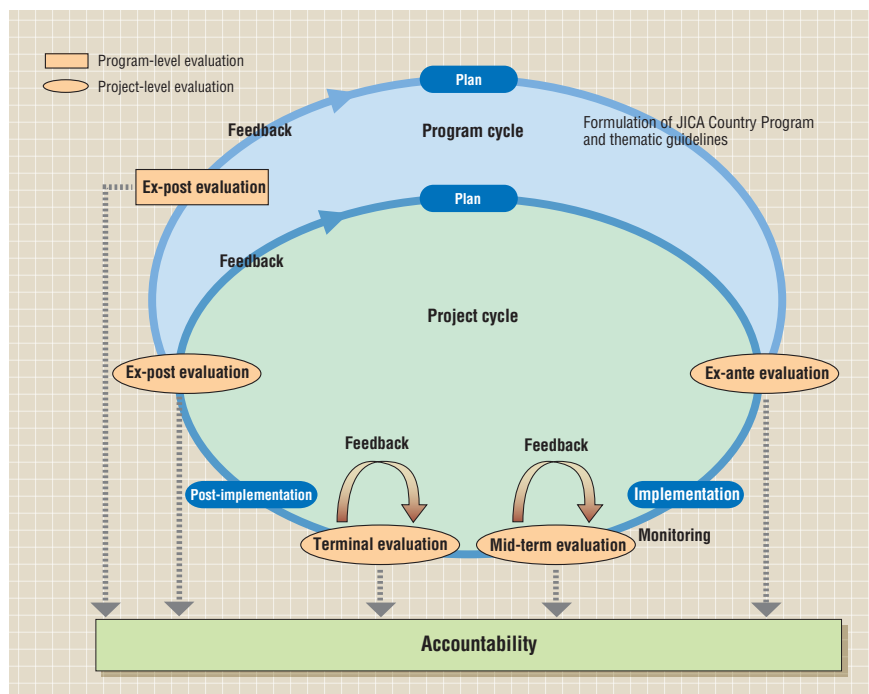 Program-level evaluation
Project-level evaluation
Plan
Feedback
Program cycle
Formulation of JICA Country Program
and thematic guidelines
Ex-post evaluation
Plan
Feedback
Project cycle
Ex-post evaluation
Ex-ante evaluation
Feedback
Feedback
Post-implementation
Implementation
Terminal evaluation
Mid-term evaluation
Monitoring
Accountability